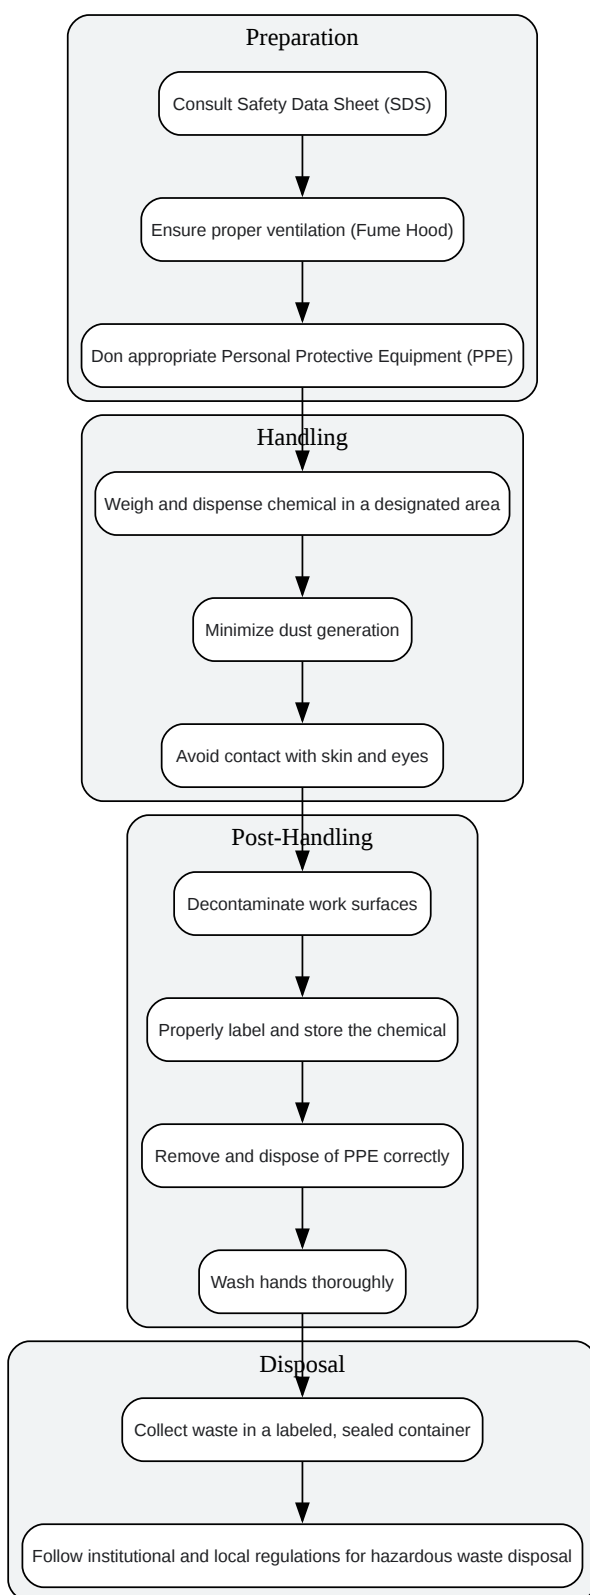 Preparation
Consult Safety Data Sheet (SDS)
Ensure proper ventilation (Fume Hood)
Don appropriate Personal Protective Equipment (PPE)
Handling
Weigh and dispense chemical in a designated area
Minimize dust generation
Avoid contact with skin and eyes
Post-Handling
Decontaminate work surfaces
Properly label and store the chemical
Remove and dispose of PPE correctly
Wash hands thoroughly
Disposal
Collect waste in a labeled, sealed container
Follow institutional and local regulations for hazardous waste disposal